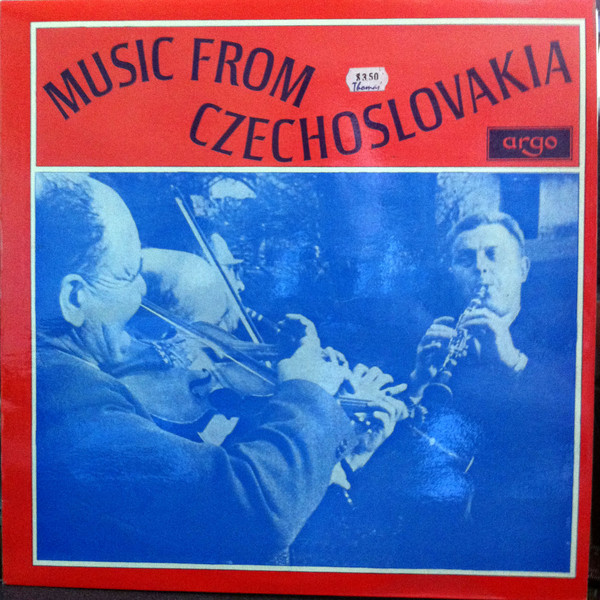 MUSIC FROM
CZECHOSLOVAKIA
$3.50
Thomas
argo